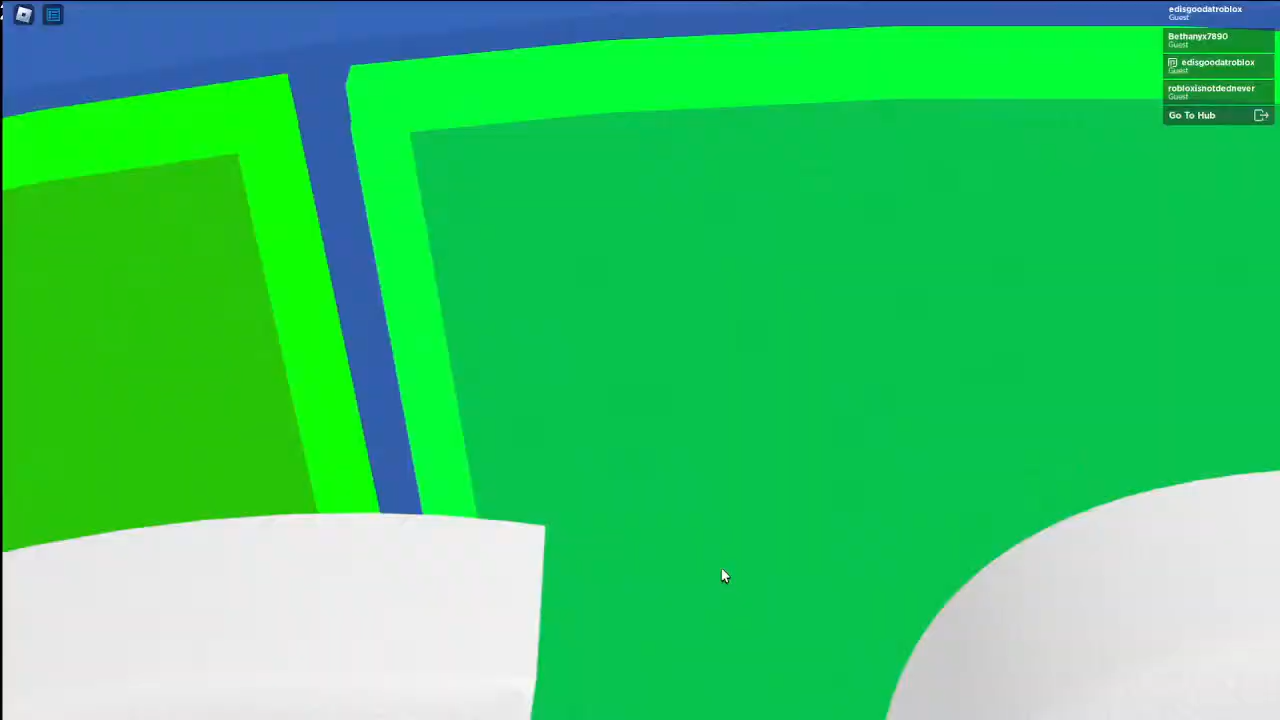 edisgoodatroblox
Guest
Bethanyx7890
Guest
edisgoodatroblox
Guest
robloxisnotdednever
Guest
Go To Hub